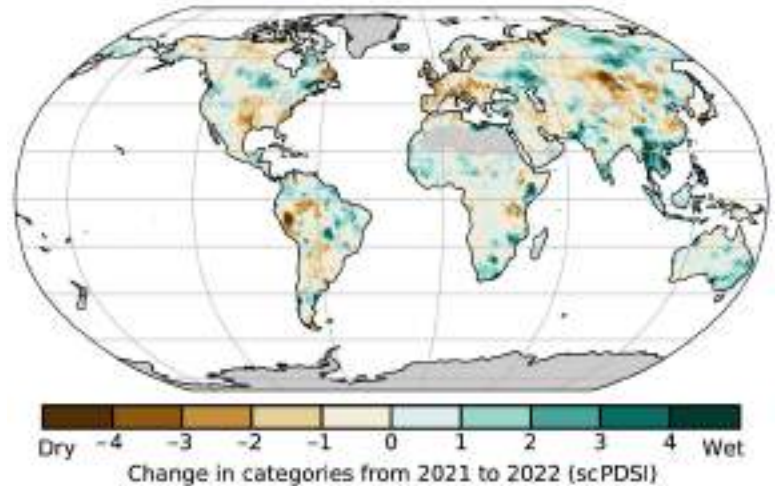 Dry −4 −3 −2 −1 0 1 2 3 4 Wet
Change in categories from 2021 to 2022 (scPDSI)